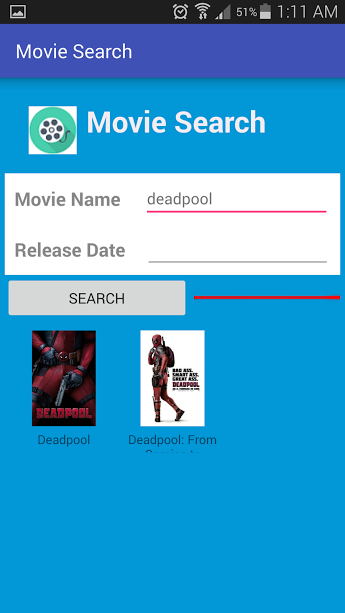 51% 1:11 AM
Movie Search
Movie Search
Movie Name deadpool
Release Date
SEARCH
DEADPOOL
BAD ASS.
SMART ASS.
GREAT ASS.
DEADPOOL
Deadpool
Deadpool: From